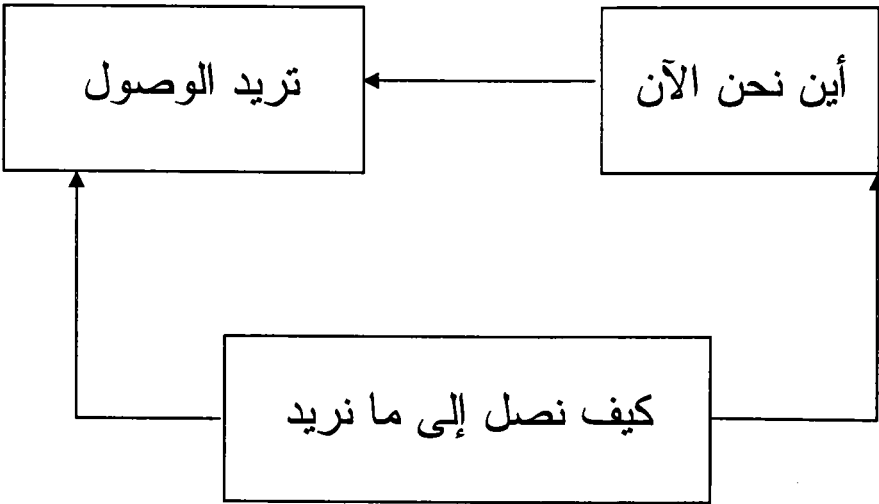 أين نحن الآن
تريد الوصول
كيف نصل إلى ما نريد